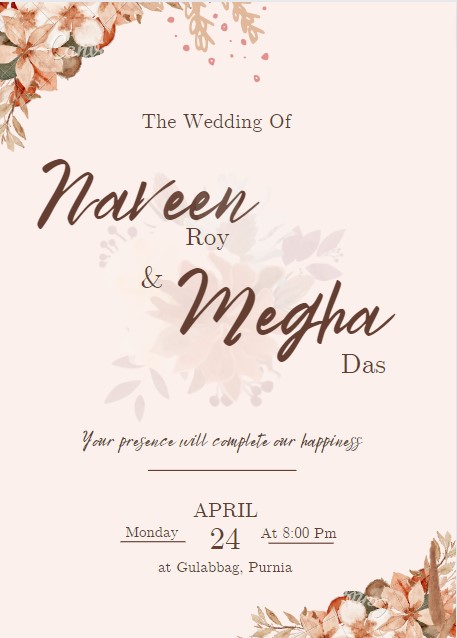 The Wedding Of
Naveen
Roy
&
Megha
Das
Your presence will complete our happiness
APRIL
Monday 24 At 8:00 Pm
at Gulabbag, Purnia